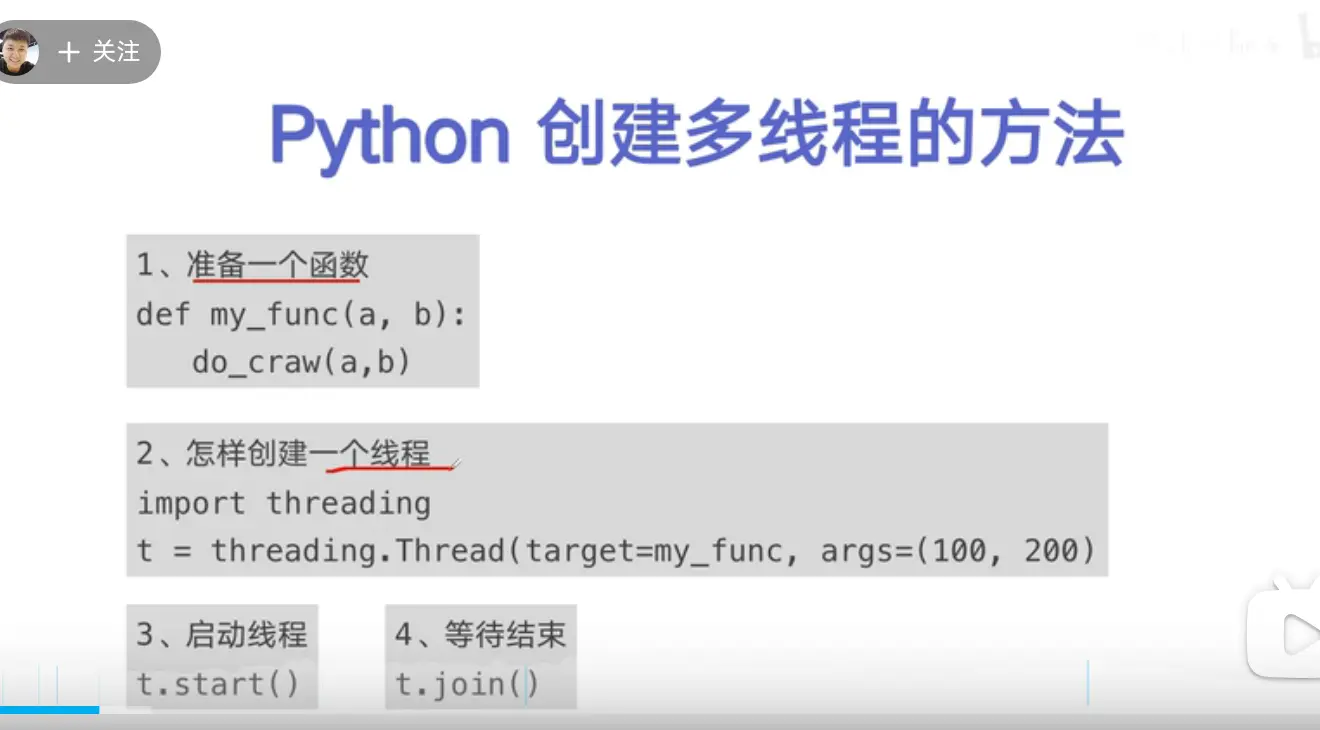 + 关注
Python 创建多线程的方法
1、准备一个函数
def my_func(a, b):
do_craw(a,b)
2、怎样创建一个线程
import threading
t = threading.Thread(target=my_func, args=(100, 200)
3、启动线程
t.start()
4、等待结束
t.join()